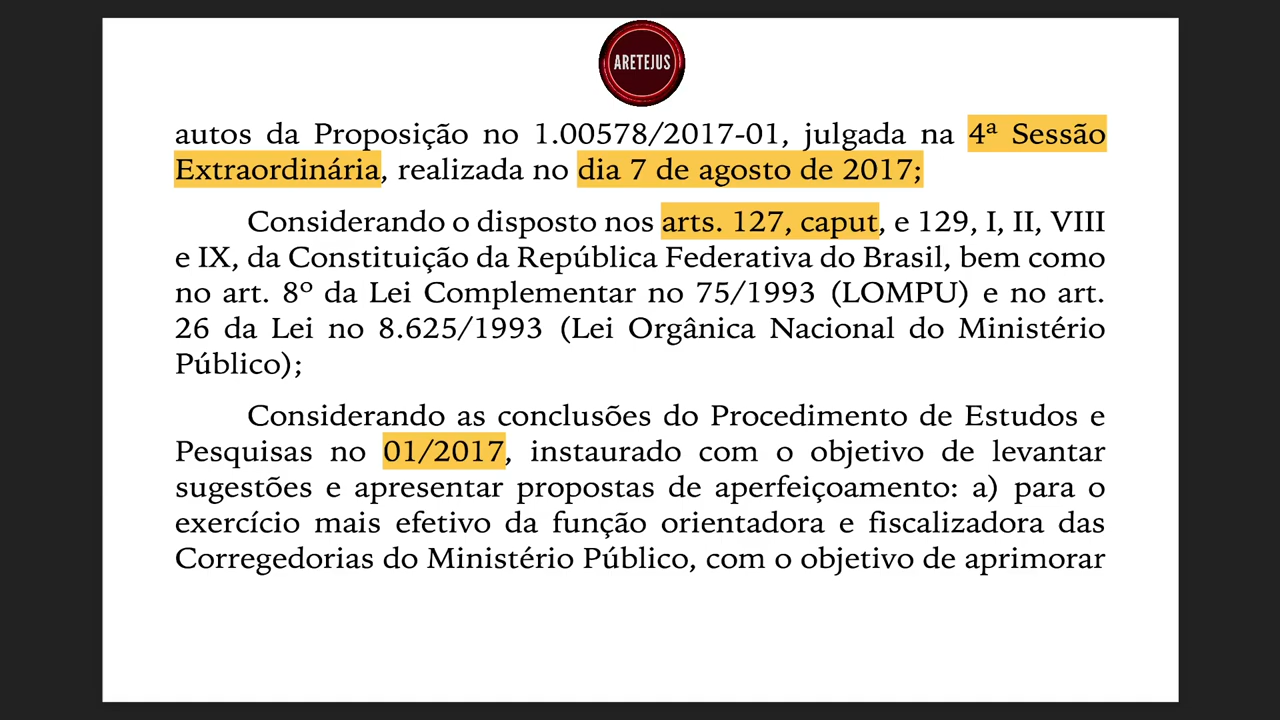 ARETEJUS
autos da Proposição no 1.00578/2017-01, julgada na 4ª Sessão
Extraordinária, realizada no dia 7 de agosto de 2017;
Considerando o disposto nos arts. 127, caput, e 129, I, II, VIII
e IX, da Constituição da República Federativa do Brasil, bem como
no art. 8º da Lei Complementar no 75/1993 (LOMPU) e no art.
26 da Lei no 8.625/1993 (Lei Orgânica Nacional do Ministério
Público);
Considerando as conclusões do Procedimento de Estudos e
Pesquisas no 01/2017, instaurado com o objetivo de levantar
sugestões e apresentar propostas de aperfeiçoamento: a) para o
exercício mais efetivo da função orientadora e fiscalizadora das
Corregedorias do Ministério Público, com o objetivo de aprimorar